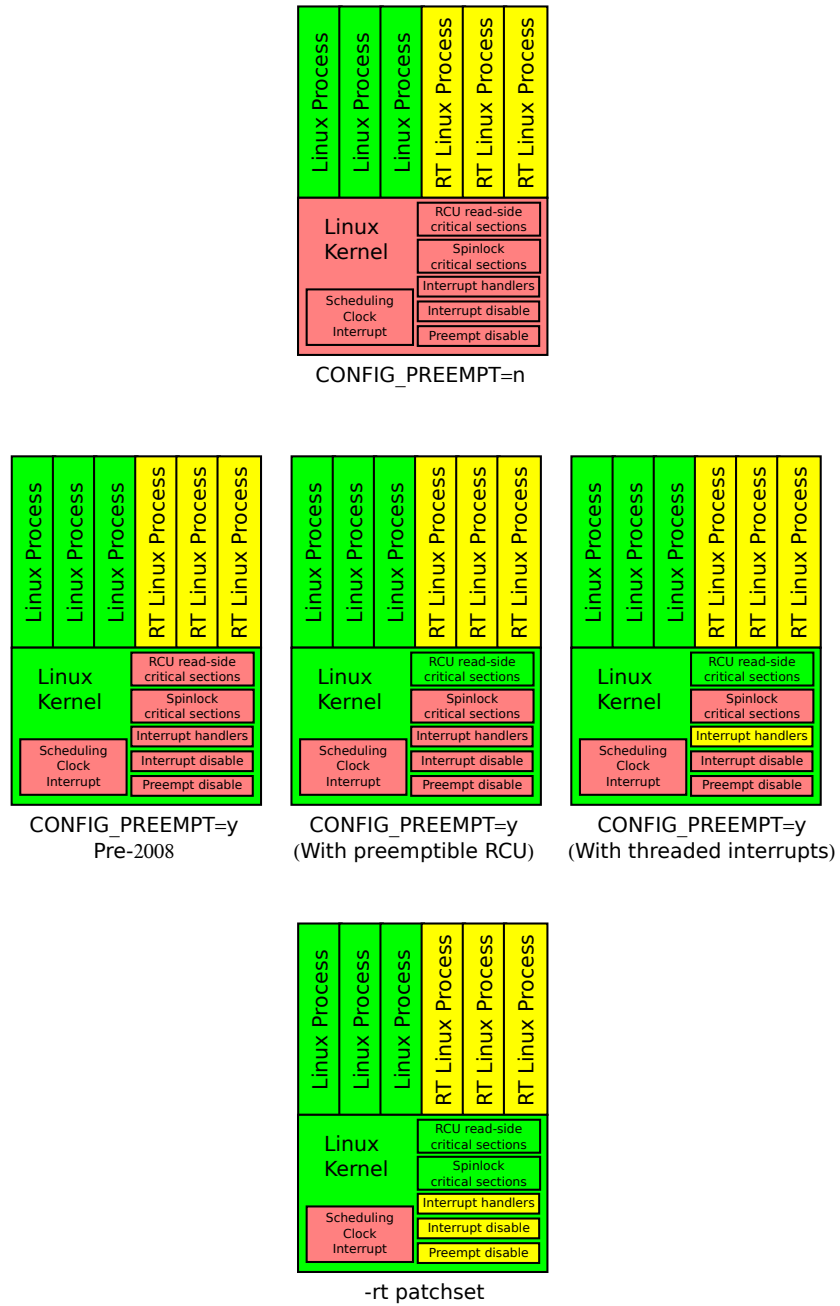 Linux Process
Linux Process
Linux Process
RT Linux Process
RT Linux Process
RT Linux Process
Linux
Kernel
RCU read-side
critical sections
Spinlock
critical sections
Interrupt handlers
Scheduling
Clock
Interrupt
Interrupt disable
Preempt disable
CONFIG_PREEMPT=n
Linux Process
Linux Process
Linux Process
RT Linux Process
RT Linux Process
RT Linux Process
Linux
Kernel
RCU read-side
critical sections
Spinlock
critical sections
Interrupt handlers
Scheduling
Clock
Interrupt
Interrupt disable
Preempt disable
CONFIG_PREEMPT=y
Pre-2008
Linux Process
Linux Process
Linux Process
RT Linux Process
RT Linux Process
RT Linux Process
Linux
Kernel
RCU read-side
critical sections
Spinlock
critical sections
Interrupt handlers
Scheduling
Clock
Interrupt
Interrupt disable
Preempt disable
CONFIG_PREEMPT=y
(With preemptible RCU)
Linux Process
Linux Process
Linux Process
RT Linux Process
RT Linux Process
RT Linux Process
Linux
Kernel
RCU read-side
critical sections
Spinlock
critical sections
Interrupt handlers
Scheduling
Clock
Interrupt
Interrupt disable
Preempt disable
CONFIG_PREEMPT=y
(With threaded interrupts)
Linux Process
Linux Process
Linux Process
RT Linux Process
RT Linux Process
RT Linux Process
Linux
Kernel
RCU read-side
critical sections
Spinlock
critical sections
Interrupt handlers
Scheduling
Clock
Interrupt
Interrupt disable
Preempt disable
-rt patchset